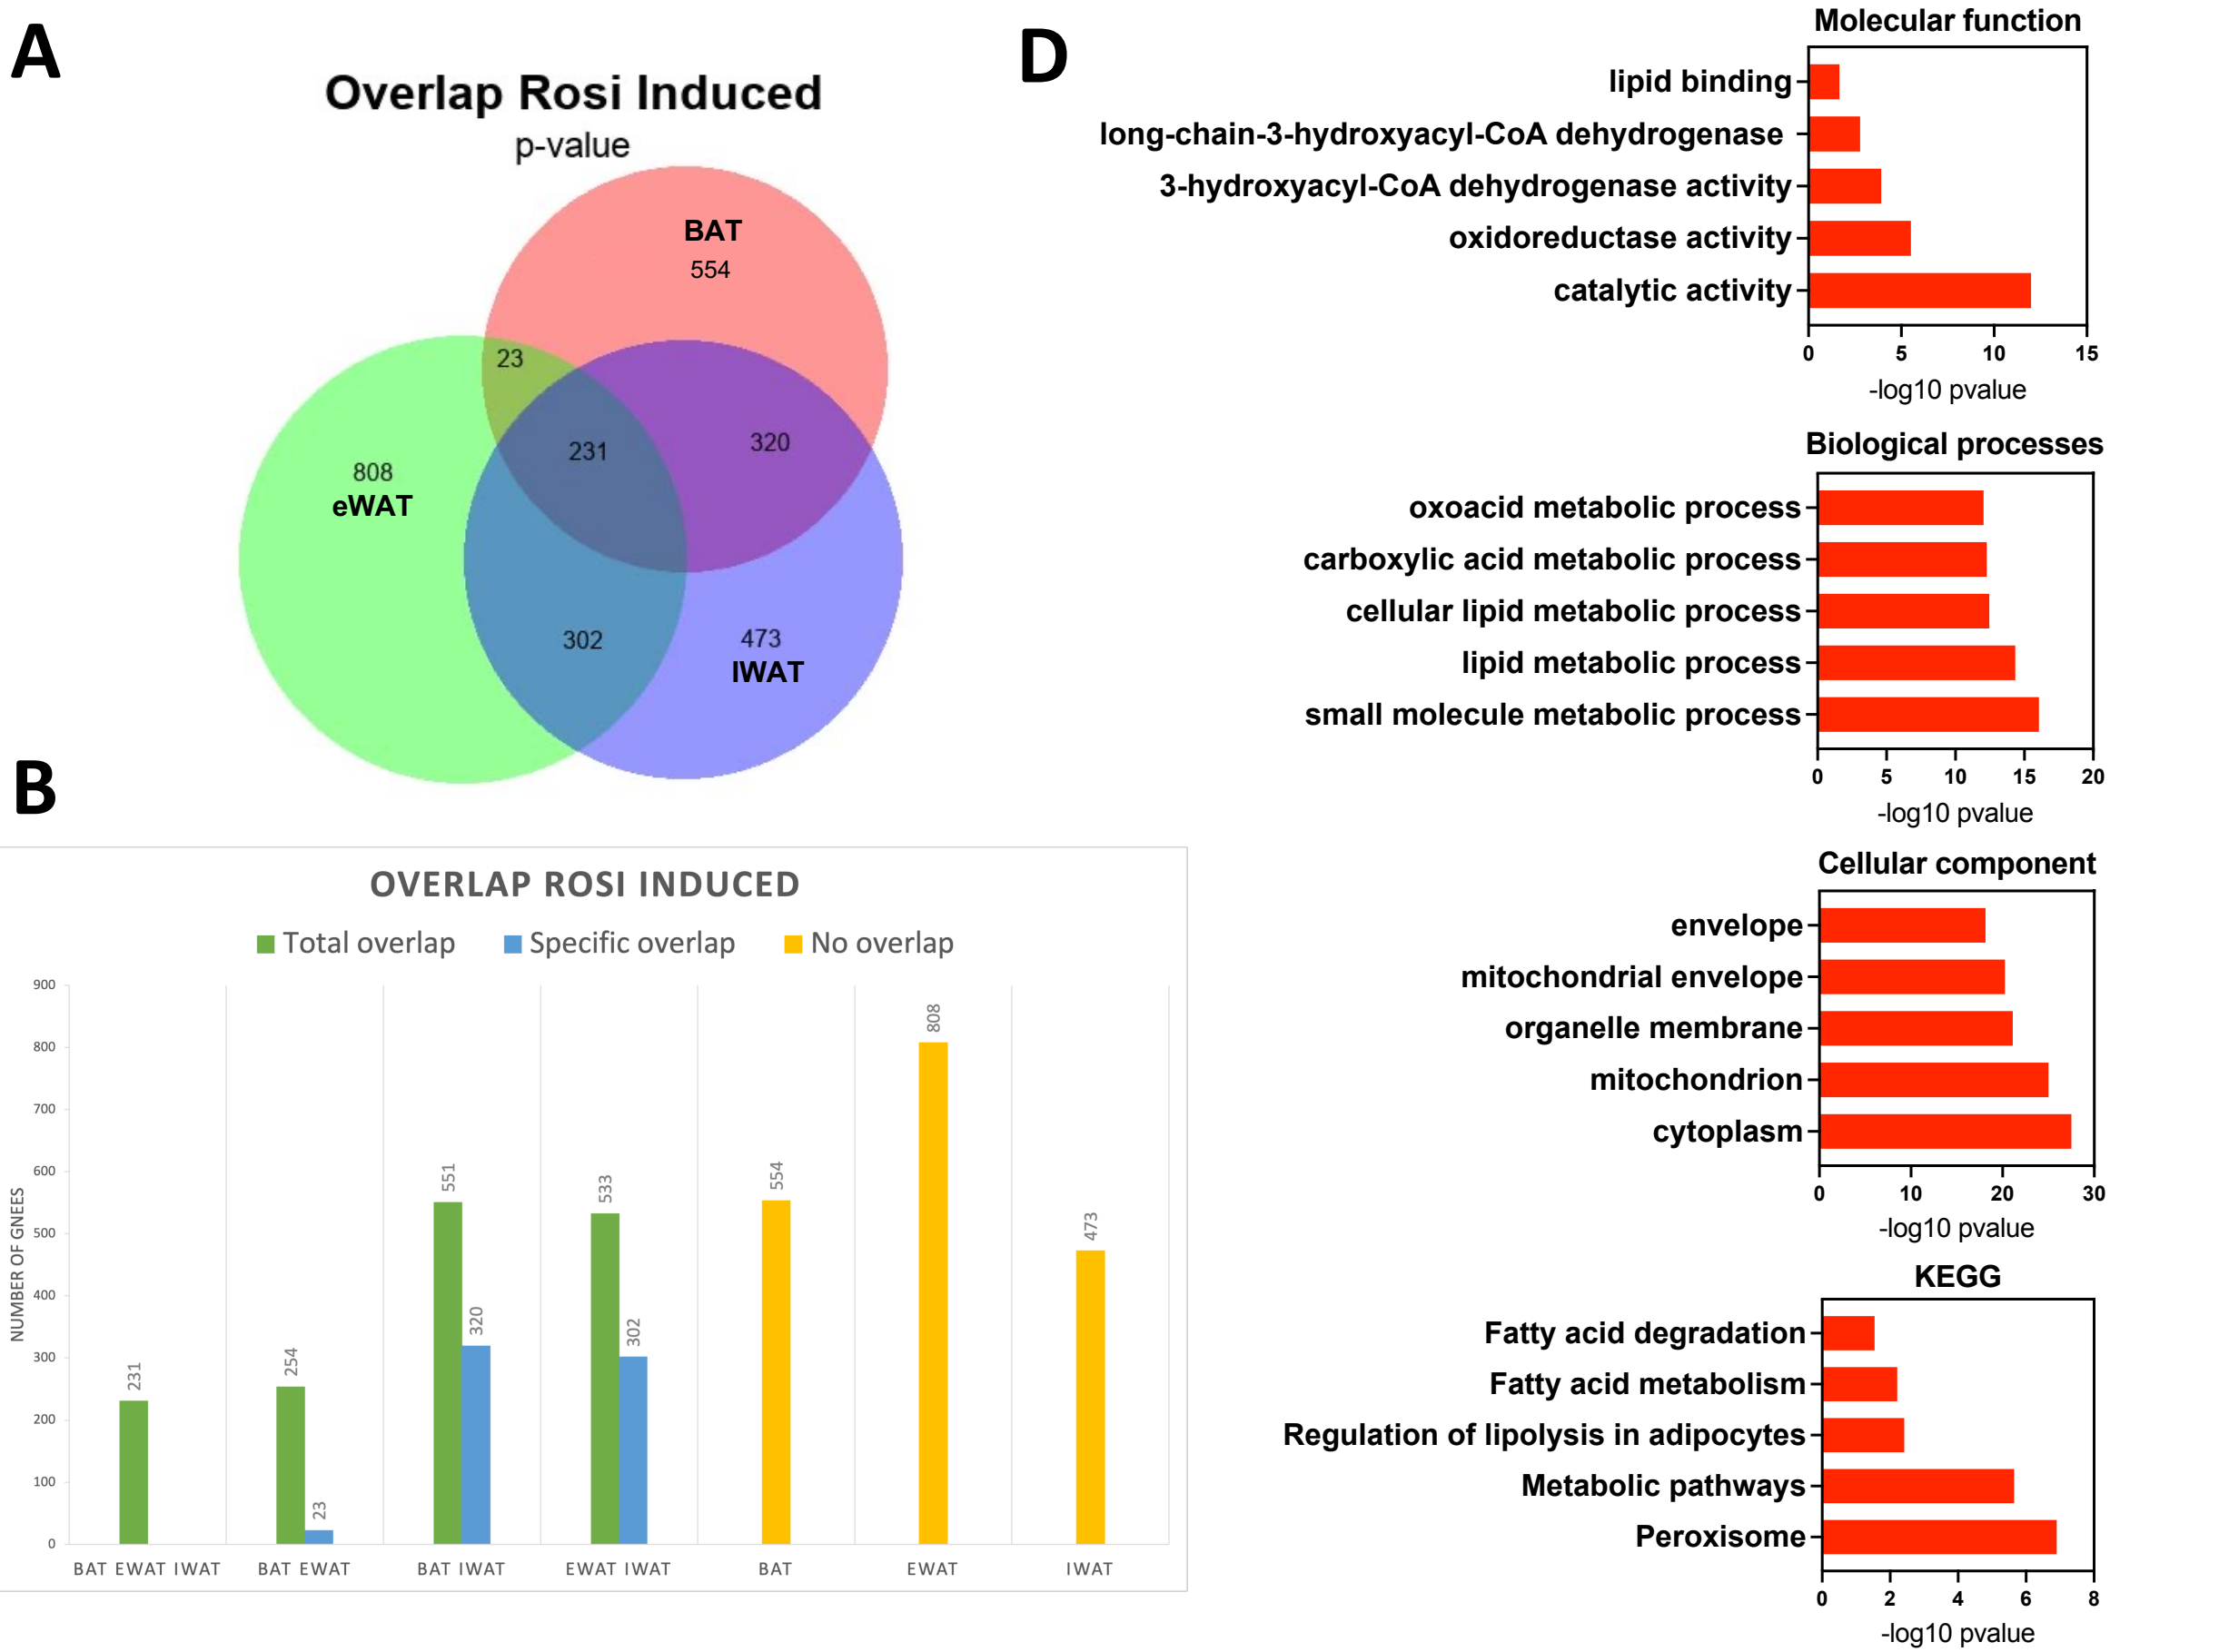 A
Overlap Rosi Induced
p-value
BAT
554
23
231
320
808
eWAT
302
473
IWAT
B
OVERLAP ROSI INDUCED
Total overlap
Specific overlap
No overlap
NUMBER OF GNEES
900
800
700
600
500
400
300
200
100
0
231
254
23
551
320
533
302
554
808
473
BAT EWAT IWAT
BAT EWAT
BAT IWAT
EWAT IWAT
BAT
EWAT
IWAT
D
Molecular function
lipid binding
long-chain-3-hydroxyacyl-CoA dehydrogenase
3-hydroxyacyl-CoA dehydrogenase activity
oxidoreductase activity
catalytic activity
0 5 10 15
-log10 pvalue
Biological processes
oxoacid metabolic process
carboxylic acid metabolic process
cellular lipid metabolic process
lipid metabolic process
small molecule metabolic process
0 5 10 15 20
-log10 pvalue
Cellular component
envelope
mitochondrial envelope
organelle membrane
mitochondrion
cytoplasm
0 10 20 30
-log10 pvalue
KEGG
Fatty acid degradation
Fatty acid metabolism
Regulation of lipolysis in adipocytes
Metabolic pathways
Peroxisome
0 2 4 6 8
-log10 pvalue